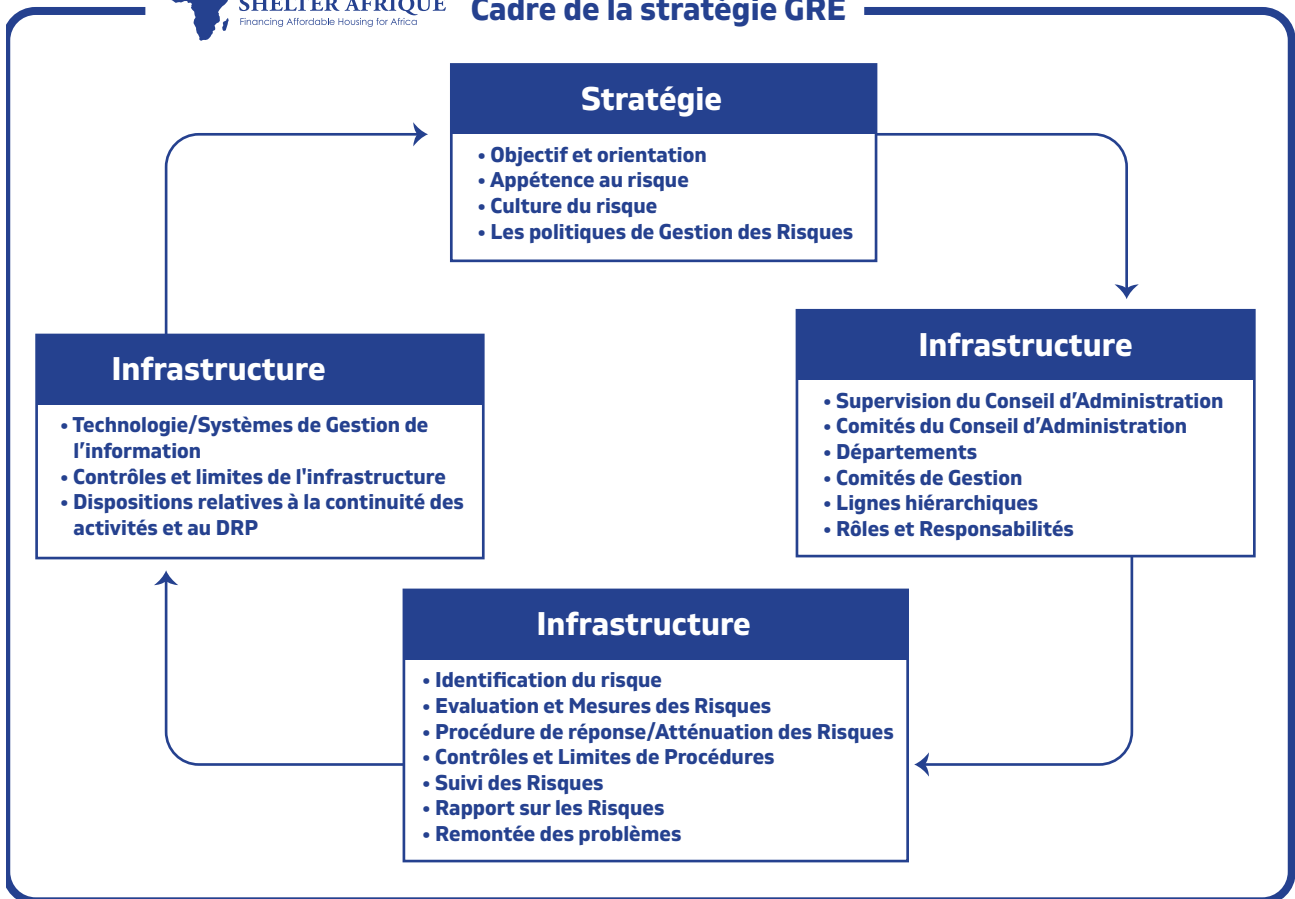 SHELTER AFRIQUE
Financing Affordable Housing for Africa
Cadre de la stratégie GRE
Stratégie
• Objectif et orientation
• Appétence au risque
• Culture du risque
• Les politiques de Gestion des Risques
Infrastructure
• Supervision du Conseil d’Administration
• Comités du Conseil d’Administration
• Départements
• Comités de Gestion
• Lignes hiérarchiques
• Rôles et Responsabilités
Infrastructure
• Identification du risque
• Evaluation et Mesures des Risques
• Procédure de réponse/Atténuation des Risques
• Contrôles et Limites de Procédures
• Suivi des Risques
• Rapport sur les Risques
• Remontée des problèmes
Infrastructure
• Technologie/Systèmes de Gestion de
l’information
• Contrôles et limites de l'infrastructure
• Dispositions relatives à la continuité des
activités et au DRP